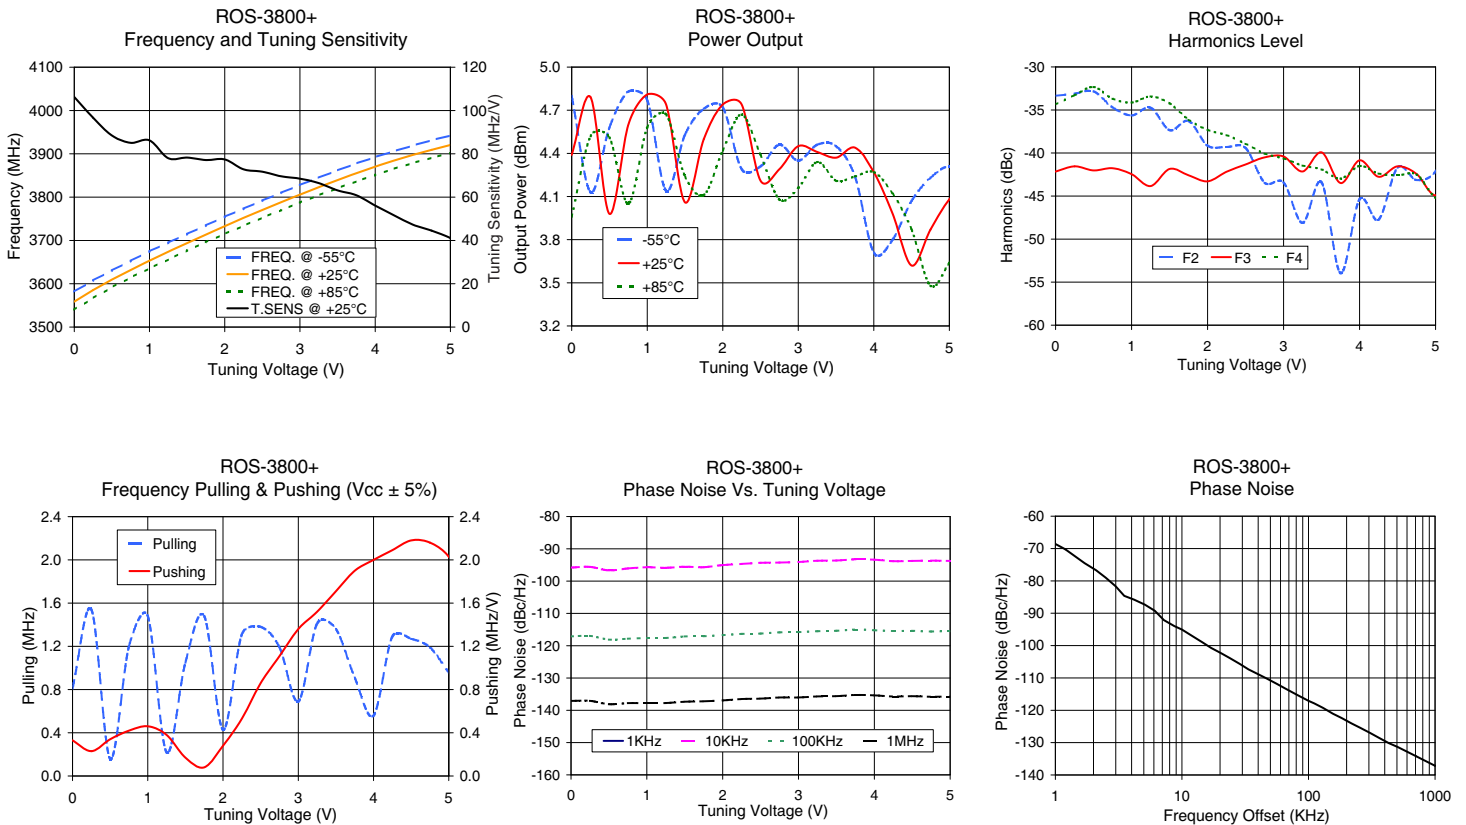 ROS-3800+
Frequency and Tuning Sensitivity
4100
4000
3900
3800
3700
3600
3500
120
100
80
60
40
20
0
Frequency (MHz)
Tuning Sensitivity (MHz/V)
FREQ. @ -55°C
FREQ. @ +25°C
FREQ. @ +85°C
T.SENS @ +25°C
0 1 2 3 4 5
Tuning Voltage (V)
ROS-3800+
Power Output
5.0
4.7
4.4
4.1
3.8
3.5
3.2
Output Power (dBm)
-55°C
+25°C
+85°C
0 1 2 3 4 5
Tuning Voltage (V)
ROS-3800+
Harmonics Level
-30
-35
-40
-45
-50
-55
-60
Harmonics (dBc)
F2 F3 F4
0 1 2 3 4 5
Tuning Voltage (V)
ROS-3800+
Frequency Pulling & Pushing (Vcc ± 5%)
2.4
2.0
1.6
1.2
0.8
0.4
0.0
2.4
2.0
1.6
1.2
0.8
0.4
0.0
Pulling (MHz)
Pushing (MHz/V)
Pulling
Pushing
0 1 2 3 4 5
Tuning Voltage (V)
ROS-3800+
Phase Noise Vs. Tuning Voltage
-80
-90
-100
-110
-120
-130
-140
-150
-160
Phase Noise (dBc/Hz)
1KHz 10KHz 100KHz 1MHz
0 1 2 3 4 5
Tuning Voltage (V)
ROS-3800+
Phase Noise
-60
-70
-80
-90
-100
-110
-120
-130
-140
Phase Noise (dBc/Hz)
1 10 100 1000
Frequency Offset (KHz)